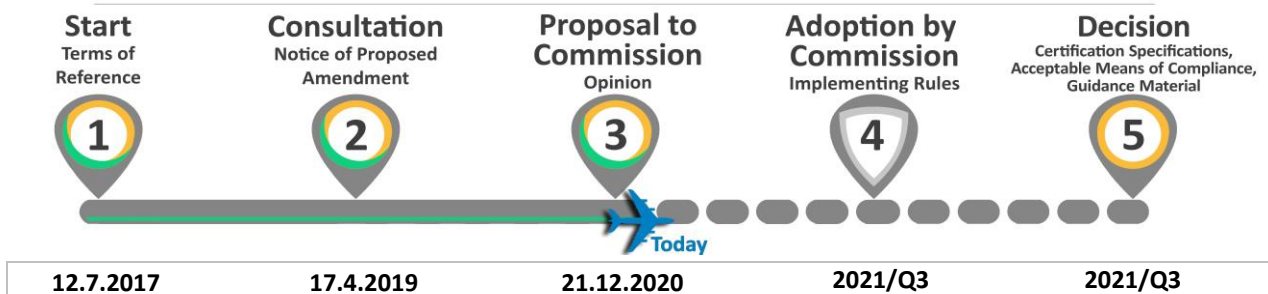 Start
Terms of
Reference
Consultation
Notice of Proposed
Amendment
Proposal to
Commission
Opinion
Adoption by
Commission
Implementing Rules
Decision
Certification Specifications,
Acceptable Means of Compliance,
Guidance Material
1
2
3
4
5
Today
12.7.2017
17.4.2019
21.12.2020
2021/Q3
2021/Q3